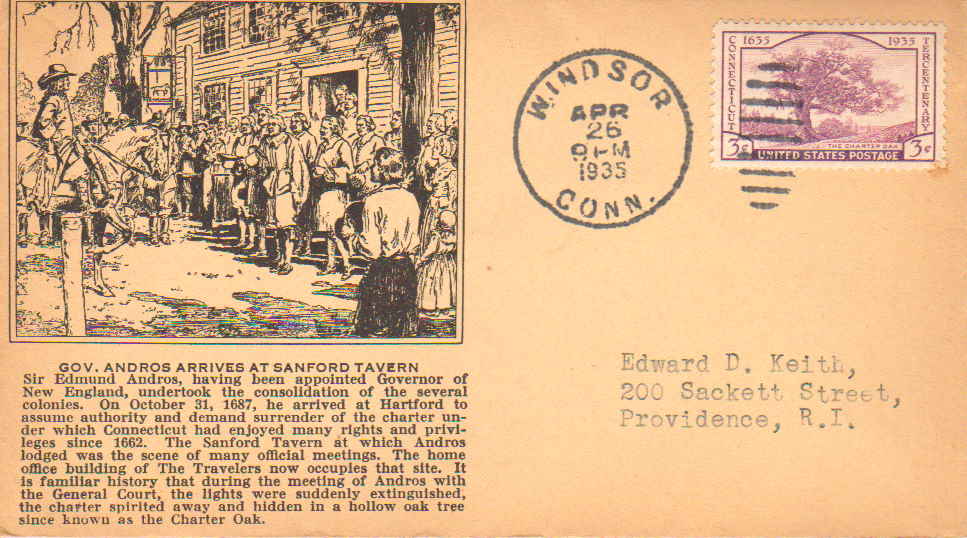 GOV. ANDROS ARRIVES AT SANFORD TAVERN
Sir Edmund Andros, having been appointed Governor of
New England, undertook the consolidation of the several
colonies. On October 31, 1687, he arrived at Hartford to
assume authority and demand surrender of the charter un-
der which Connecticut had enjoyed many rights and privi-
leges since 1662. The Sanford Tavern at which Andros
lodged was the scene of many official meetings. The home
office building of The Travelers now occupies that site. It
is familiar history that during the meeting of Andros with
the General Court, the lights were suddenly extinguished,
the charter spirited away and hidden in a hollow oak tree
since known as the Charter Oak.
WINDSOR
APR
26
9 PM
1935
CONN.
1635 1935
CONNECTICUT
TERCENTENARY
THE CHARTER OAK
3c 3c
UNITED STATES POSTAGE
Edward D. Keith,
200 Sackett Street,
Providence, R.I.